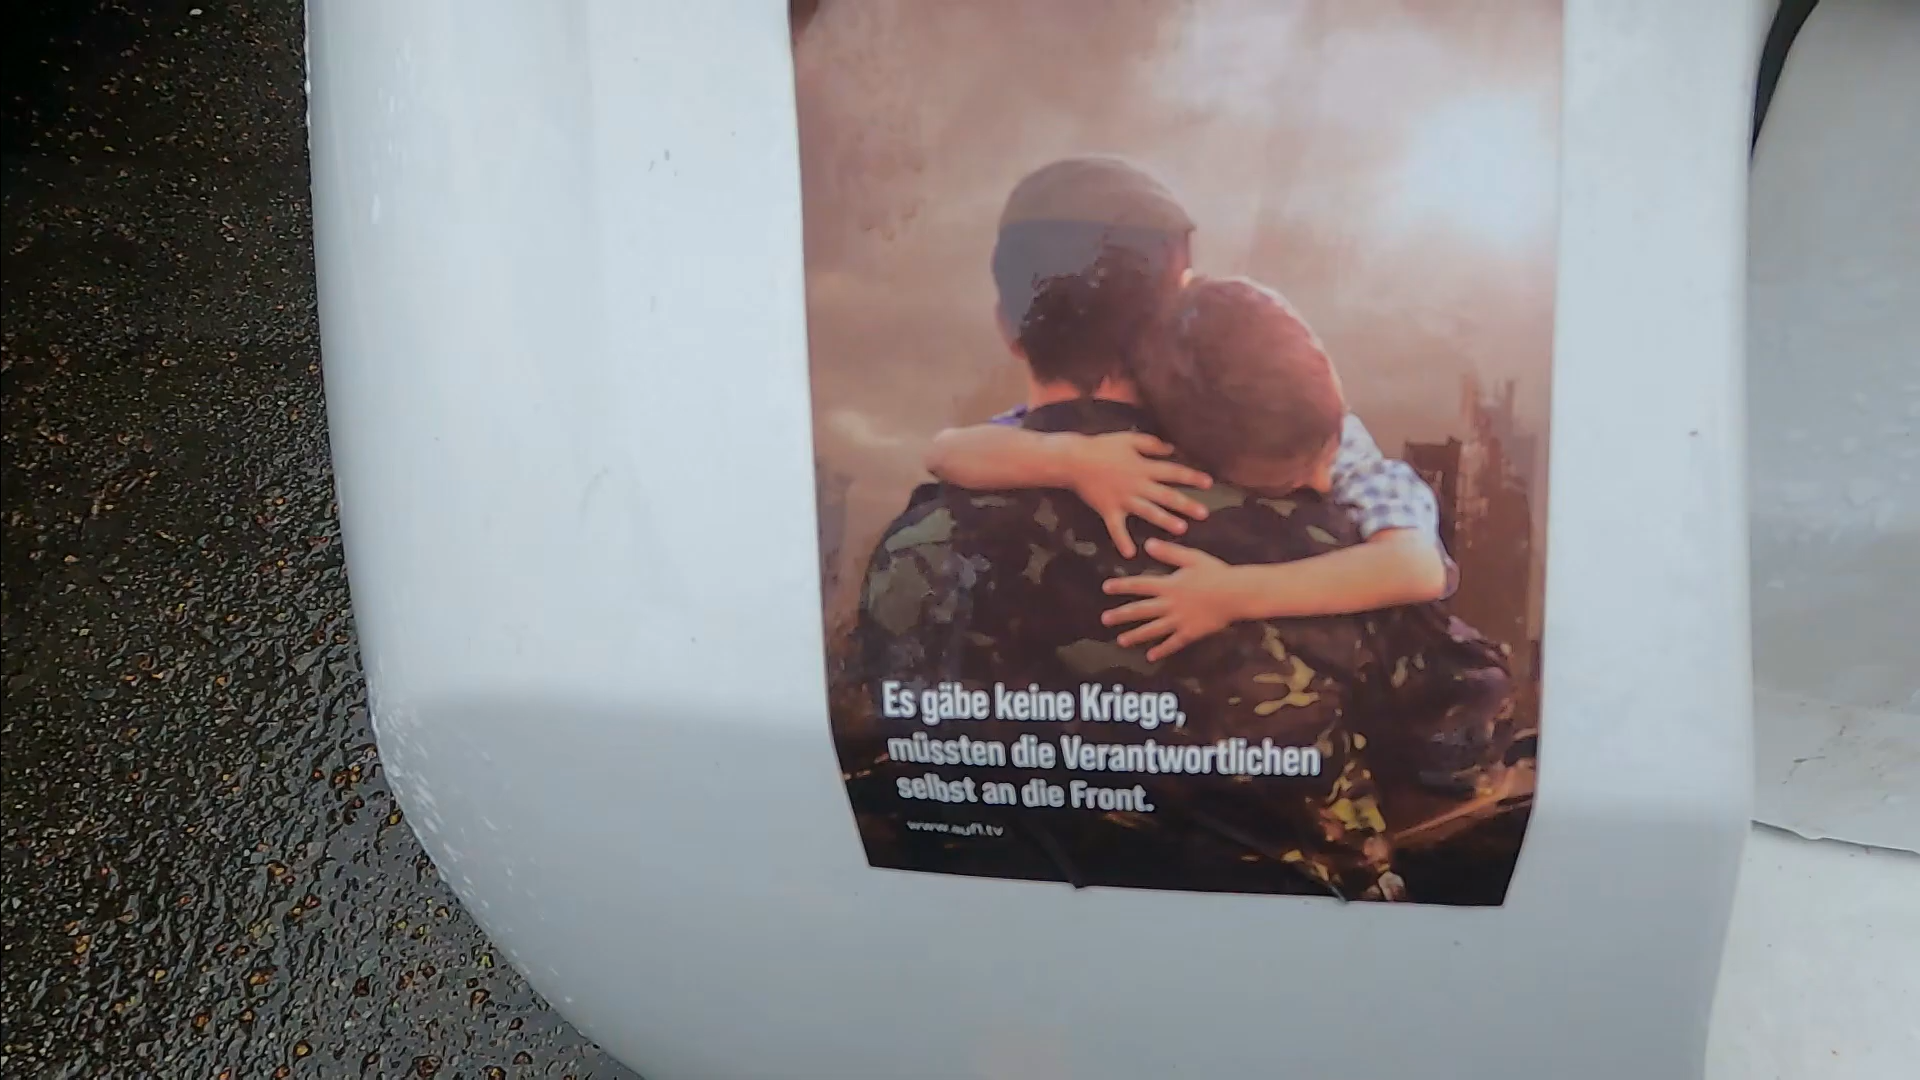 Es gäbe keine Kriege,
müssten die Verantwortlichen
selbst an die Front.
www.auf1.tv